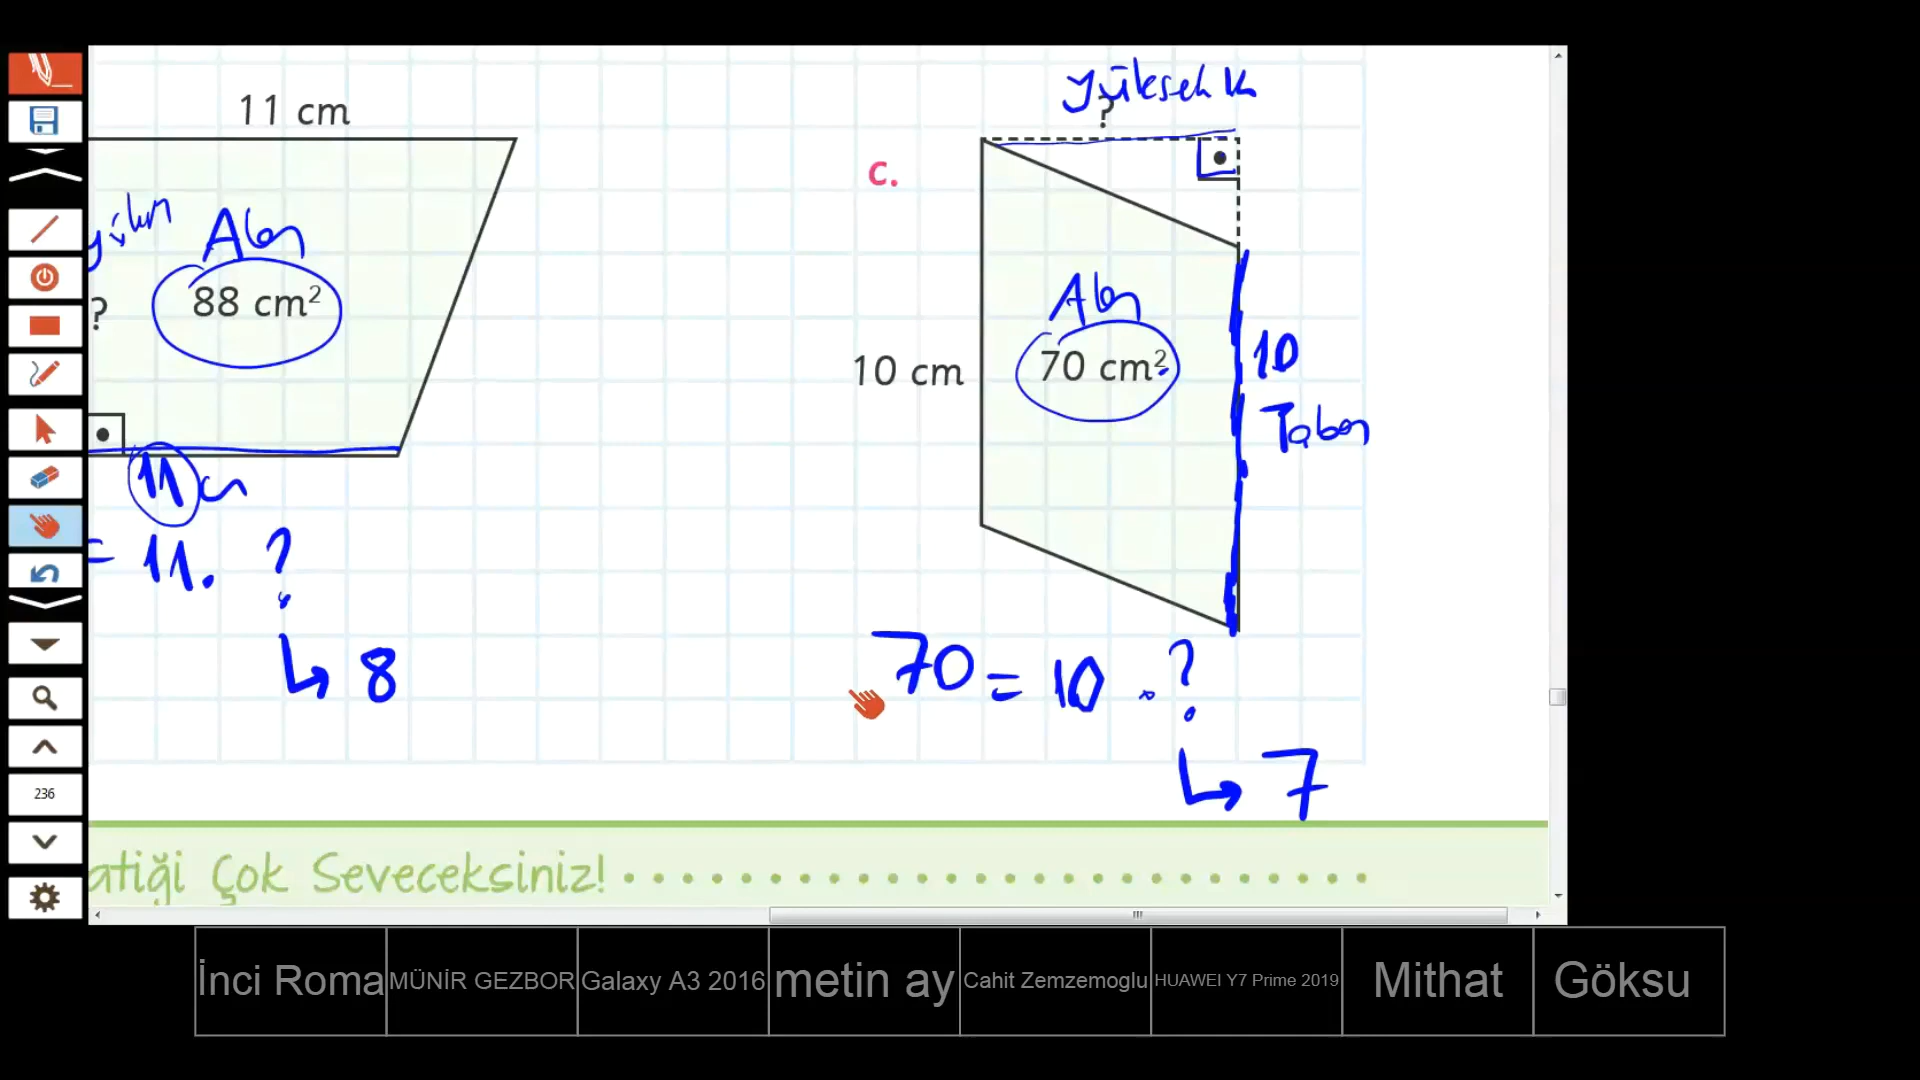 11 cm
yükseklik
?
c.
Alan
88 cm²
?
Alan
70 cm²
10 cm
10
Taban
11 cm
= 11 . ?
8
70 = 10 . ?
7
236
atiği Çok Seveceksiniz!
İnci Roma
MÜNİR GEZBOR
Galaxy A3 2016
metin ay
Cahit Zemzemoglu
HUAWEI Y7 Prime 2019
Mithat
Göksu